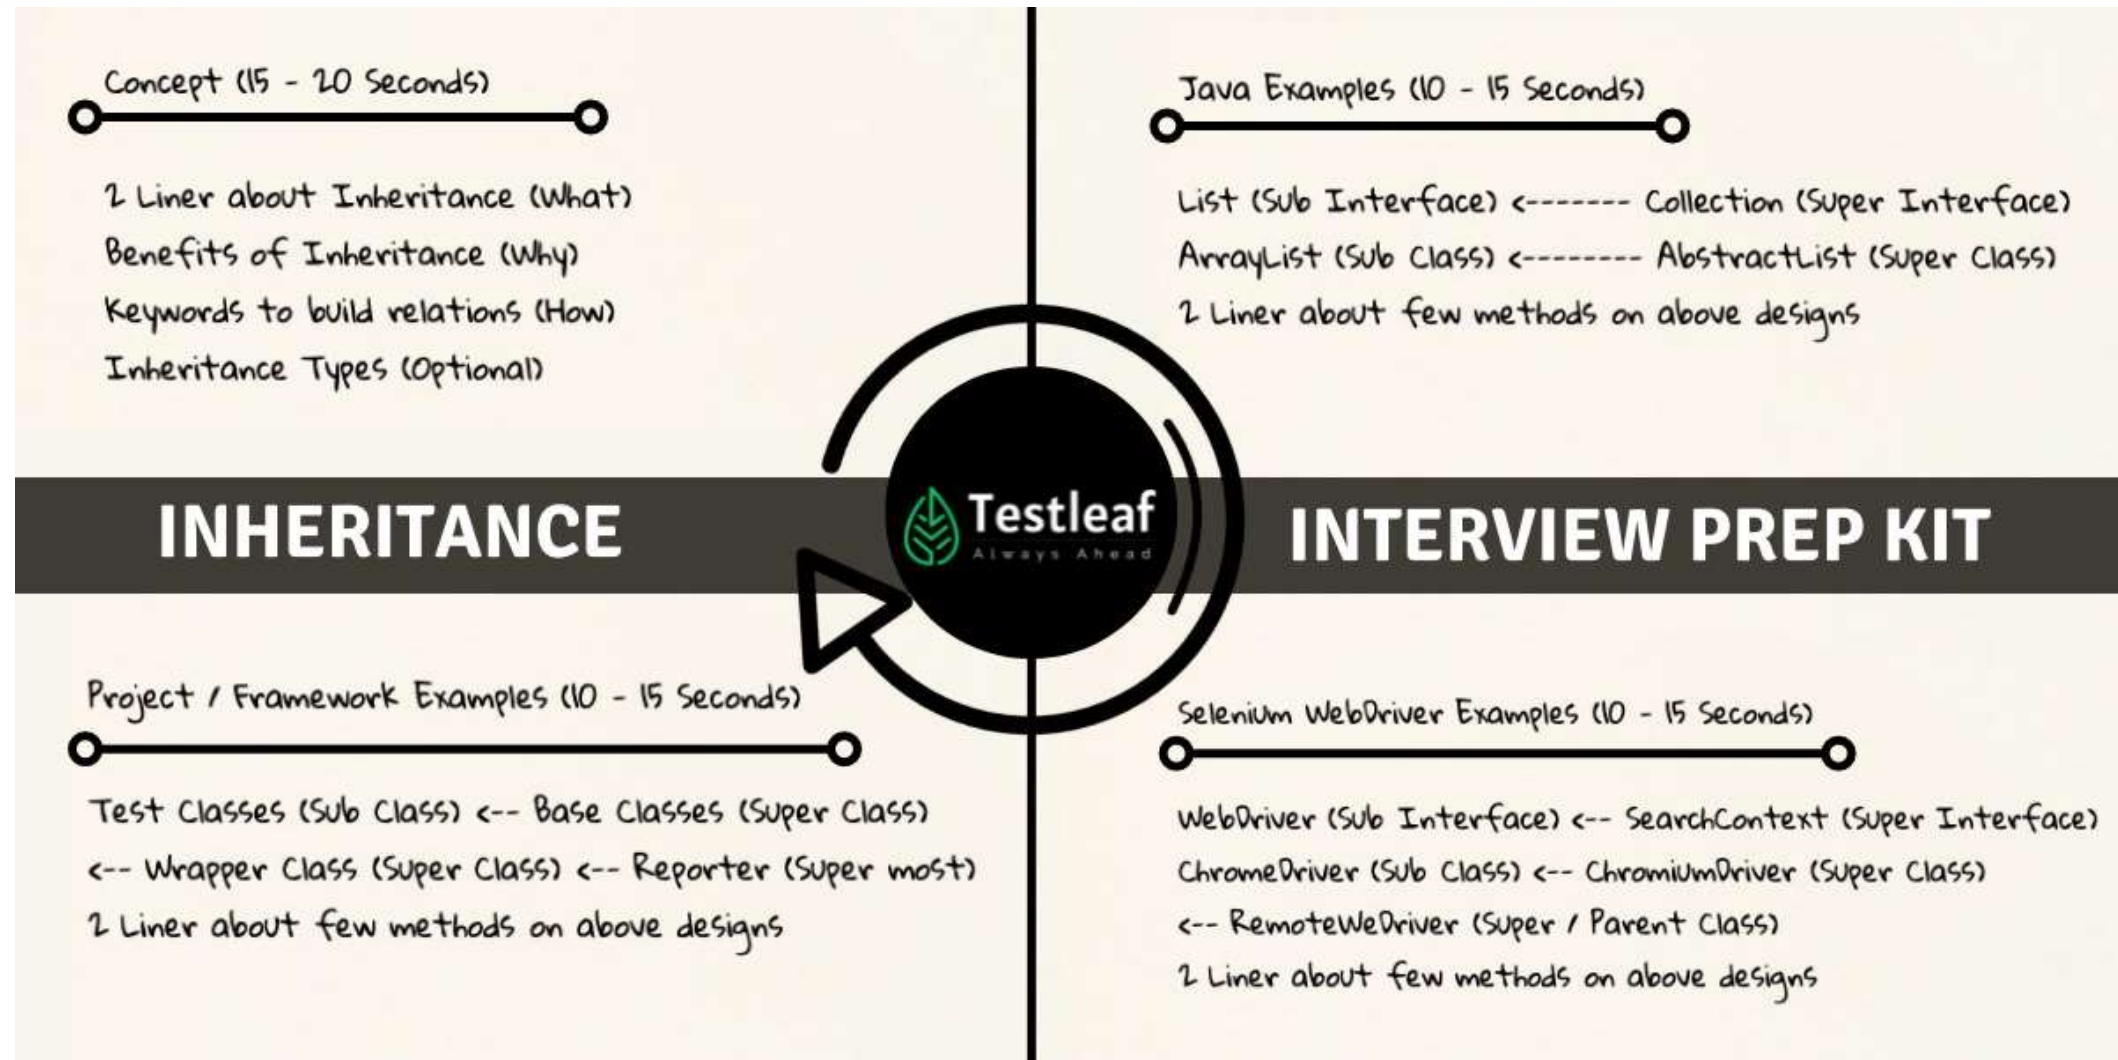 Concept (15 - 20 Seconds)
2 Liner about Inheritance (What)
Benefits of Inheritance (Why)
Keywords to build relations (How)
Inheritance Types (Optional)
Java Examples (10 - 15 Seconds)
List (Sub Interface) <------- Collection (Super Interface)
ArrayList (Sub Class) <-------- AbstractList (Super Class)
2 Liner about few methods on above designs
INHERITANCE
Testleaf
Always Ahead
INTERVIEW PREP KIT
Project / Framework Examples (10 - 15 Seconds)
Test Classes (Sub Class) <-- Base Classes (Super Class)
<-- Wrapper Class (Super Class) <-- Reporter (Super most)
2 Liner about few methods on above designs
Selenium WebDriver Examples (10 - 15 Seconds)
WebDriver (Sub Interface) <-- SearchContext (Super Interface)
ChromeDriver (Sub Class) <-- ChromiumDriver (Super Class)
<-- RemoteWeDriver (Super / Parent Class)
2 Liner about few methods on above designs